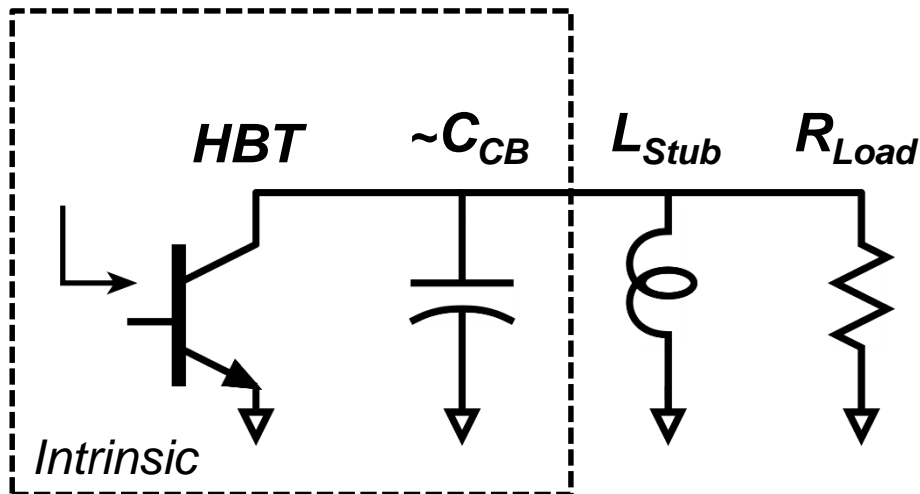 HBT
~C_CB
L_Stub
R_Load
Intrinsic